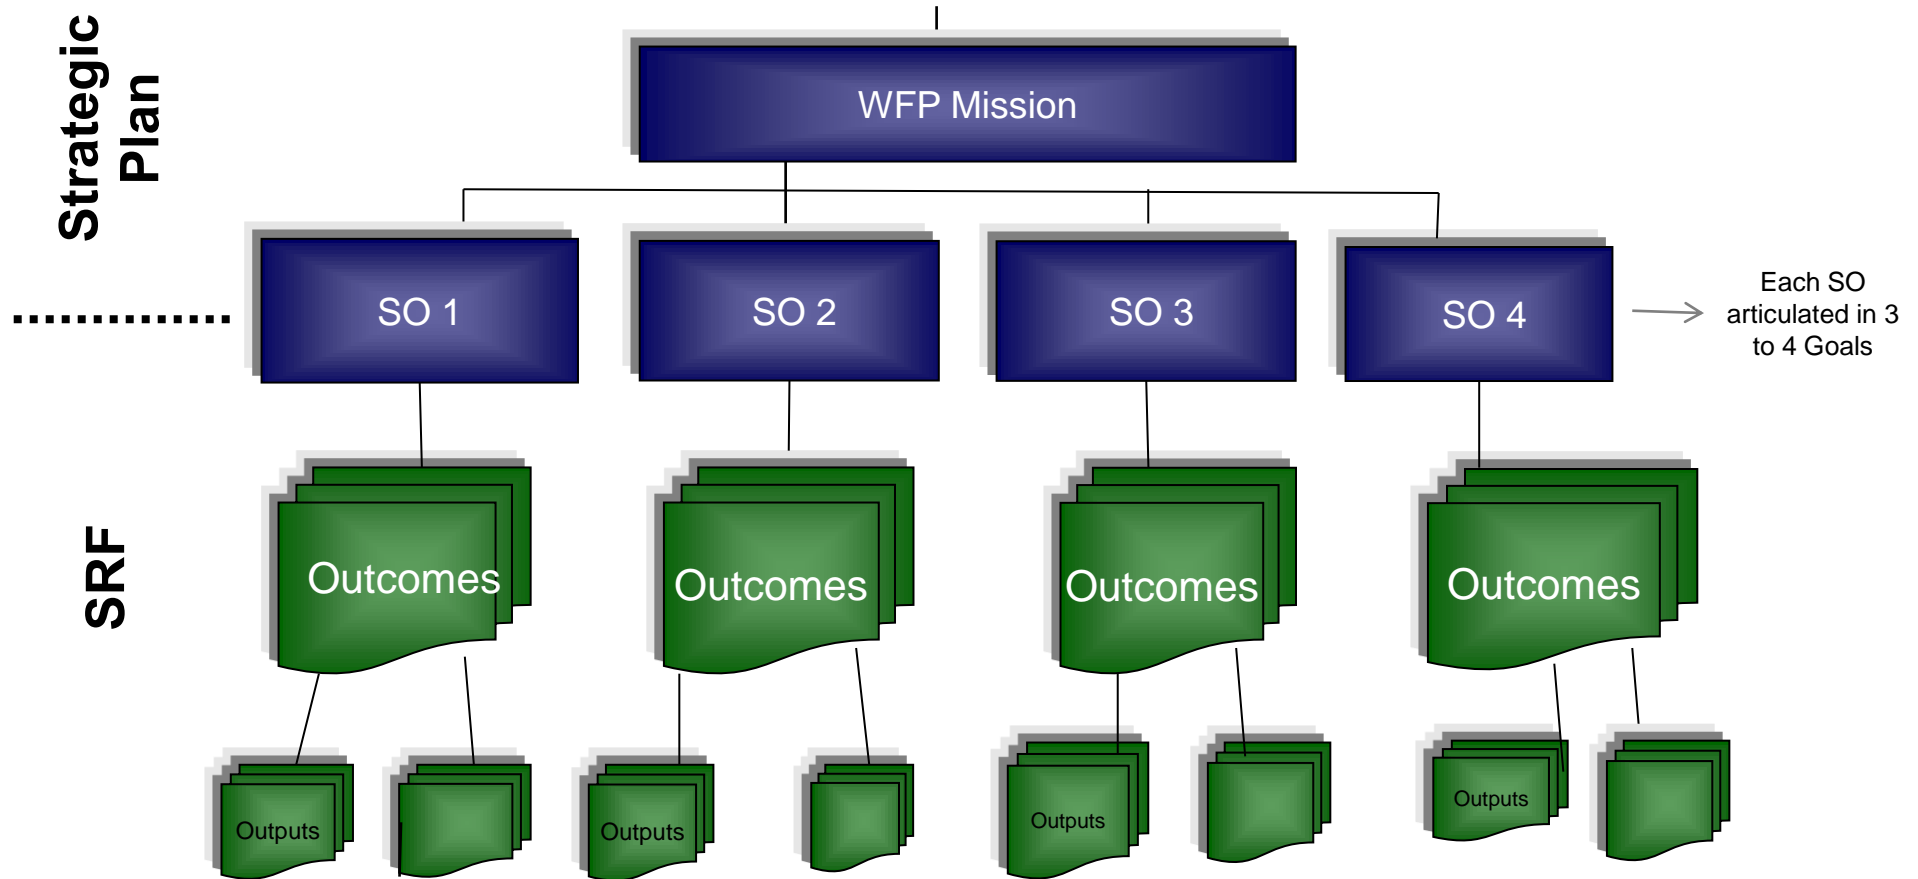 Strategic
Plan
WFP Mission
SO 1
SO 2
SO 3
SO 4
Each SO
articulated in 3
to 4 Goals
SRF
Outcomes
Outcomes
Outcomes
Outcomes
Outputs
Outputs
Outputs
Outputs